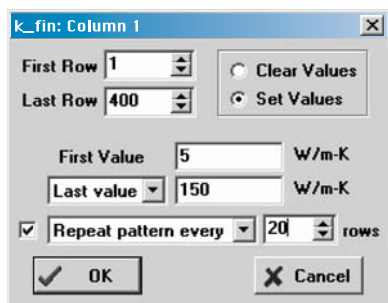 k_fin: Column 1
First Row 1
Clear Values
Last Row 400
Set Values
First Value 5 W/m-K
Last value 150 W/m-K
Repeat pattern every 20 rows
OK Cancel